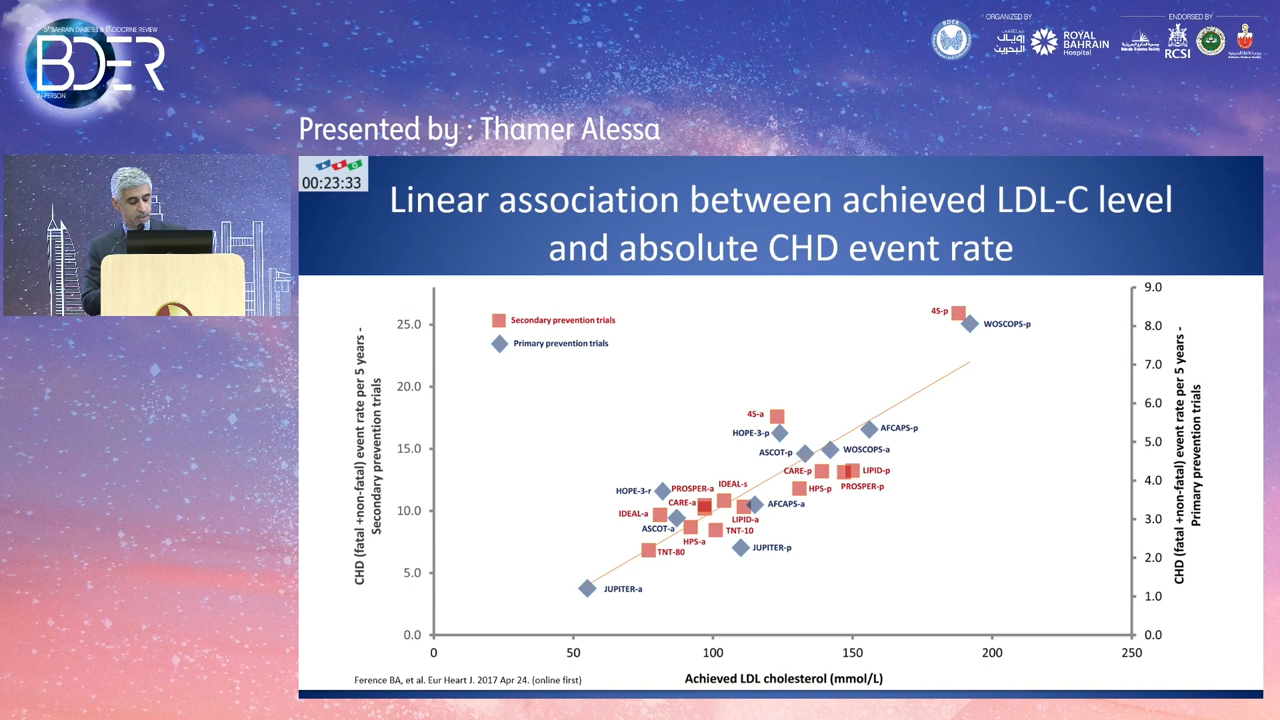 6th BAHRAIN DIABETES & ENDOCRINE REVIEW
BDER
IN-PERSON
ORGANIZED BY
ENDORSED BY
BDER
ROYAL
BAHRAIN
Hospital
RCSI
Presented by : Thamer Alessa
00:23:33
Linear association between achieved LDL-C level
and absolute CHD event rate
Secondary prevention trials
Primary prevention trials
CHD (fatal +non-fatal) event rate per 5 years -
Secondary prevention trials
25.0
20.0
15.0
10.0
5.0
0.0
9.0
8.0
7.0
6.0
5.0
4.0
3.0
2.0
1.0
0.0
CHD (fatal +non-fatal) event rate per 5 years -
Primary prevention trials
4S-p
WOSCOPS-p
4S-a
HOPE-3-p
AFCAPS-p
ASCOT-p
WOSCOPS-a
CARE-p
LIPID-p
HPS-p
PROSPER-p
HOPE-3-r
PROSPER-a
IDEAL-s
CARE-a
AFCAPS-a
IDEAL-a
LIPID-a
ASCOT-a
TNT-10
HPS-a
JUPITER-p
TNT-80
JUPITER-a
0
50
100
150
200
250
Achieved LDL cholesterol (mmol/L)
Ference BA, et al. Eur Heart J. 2017 Apr 24. (online first)